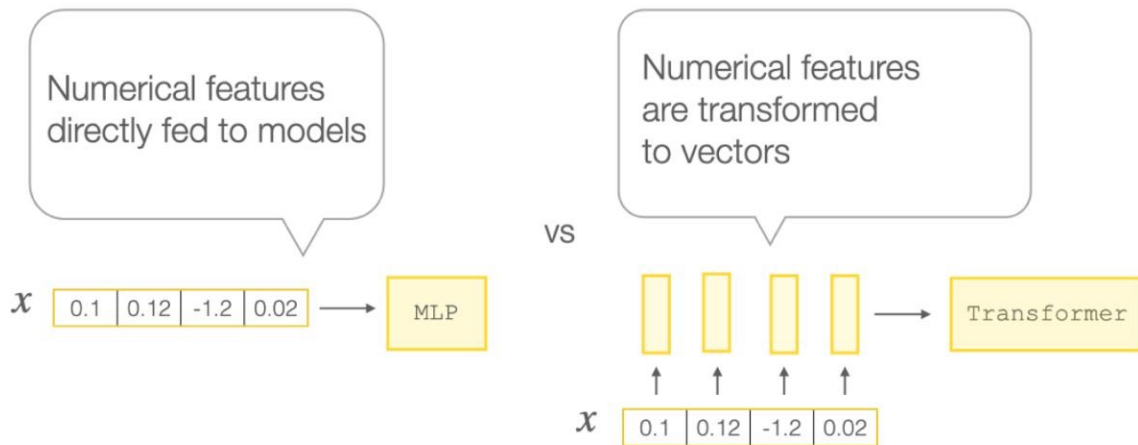 Numerical features
directly fed to models
Numerical features
are transformed
to vectors
vs
x 0.1 0.12 -1.2 0.02 MLP
Transformer
x 0.1 0.12 -1.2 0.02